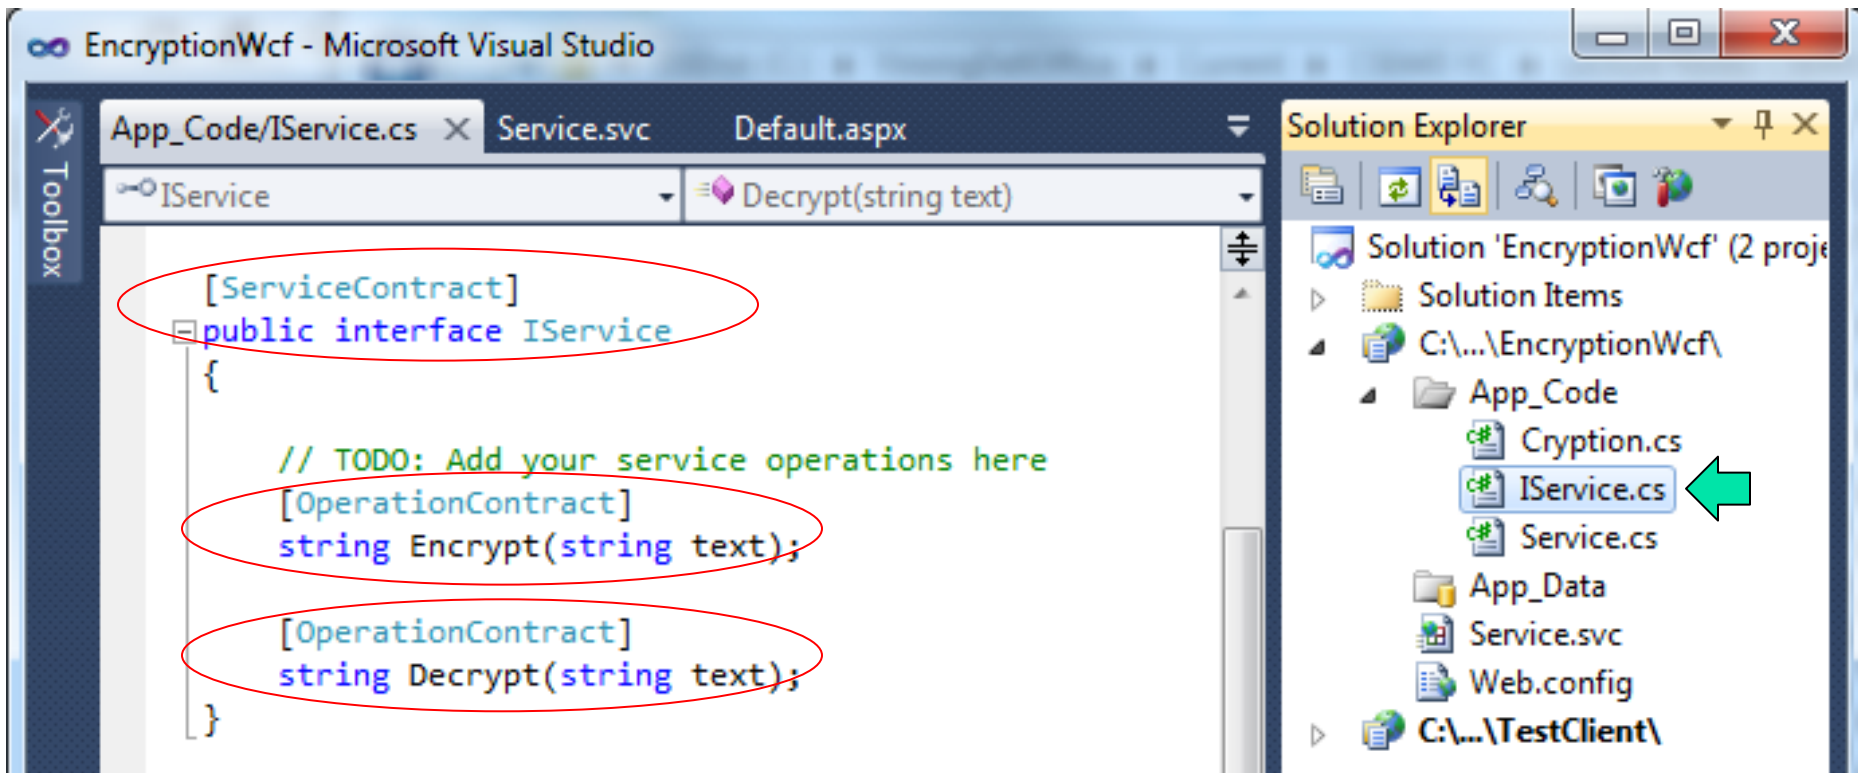 EncryptionWcf - Microsoft Visual Studio
Toolbox
App_Code/IService.cs
Service.svc
Default.aspx
IService
Decrypt(string text)
[ServiceContract]
public interface IService
{
// TODO: Add your service operations here
[OperationContract]
string Encrypt(string text);
[OperationContract]
string Decrypt(string text);
}
Solution Explorer
Solution 'EncryptionWcf' (2 proje
Solution Items
C:\...\EncryptionWcf\
App_Code
Cryption.cs
IService.cs
Service.cs
App_Data
Service.svc
Web.config
C:\...\TestClient\